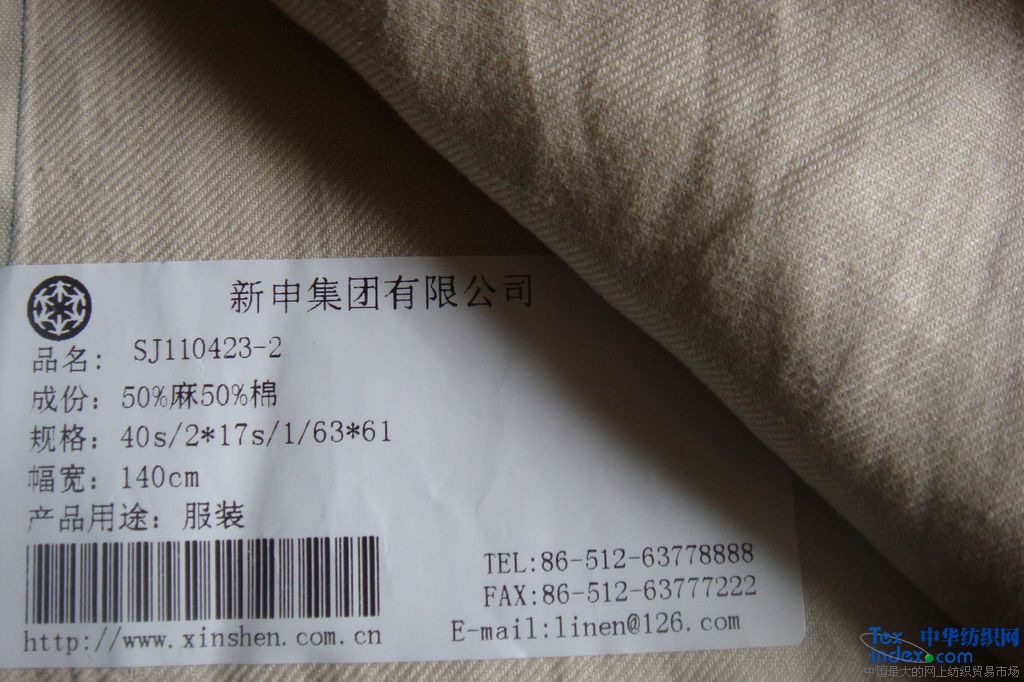 新申集团有限公司
品名: SJ110423-2
成份: 50%麻50%棉
规格: 40s/2*17s/1/63*61
幅宽: 140cm
产品用途: 服装
TEL:86-512-63778888
FAX:86-512-63777222
http://www.xinshen.com.cn
E-mail:linen@126.com
Tex 中华纺织网
index.com
中国最大的网上纺织贸易市场